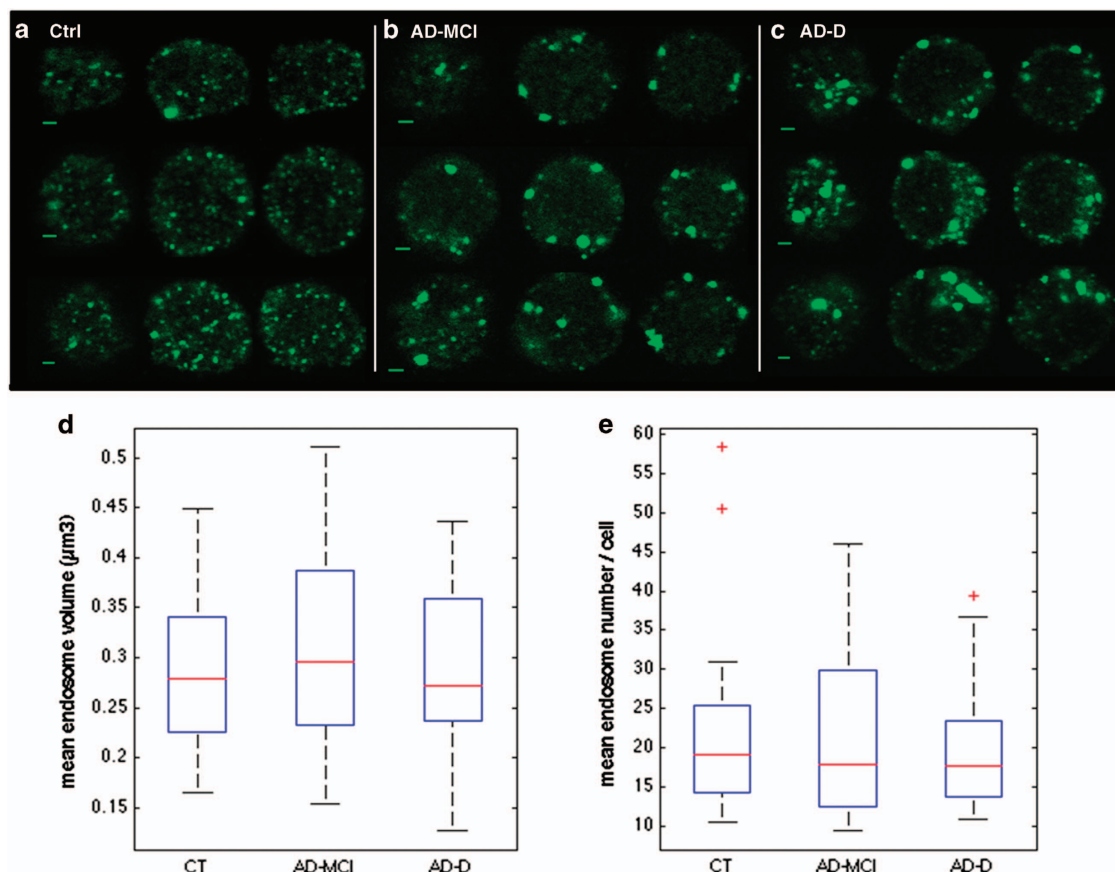 a Ctrl
b AD-MCI
c AD-D
d
mean endosome volume (µm3)
0.5
0.45
0.4
0.35
0.3
0.25
0.2
0.15
CT AD-MCI AD-D
e
mean endosome number / cell
60
55
50
45
40
35
30
25
20
15
10
CT AD-MCI AD-D